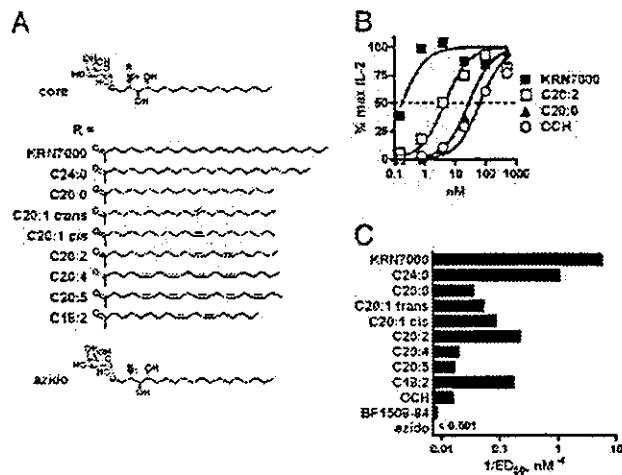 A
core
R =
KRN7000
C24:0
C20:0
C20:1 trans
C20:1 cis
C20:2
C20:4
C20:5
C18:2
azido
B
% max IL-2
100
75
50
25
0
0.1
1
10
100
1000
nM
KRN7000
C20:2
C20:0
OCH
C
KRN7000
C24:0
C20:0
C20:1 trans
C20:1 cis
C20:2
C20:4
C20:5
C18:2
OCH
BF1508-84
azido
< 0.001
0.01
0.3
1
10
1/ED50, nM-1